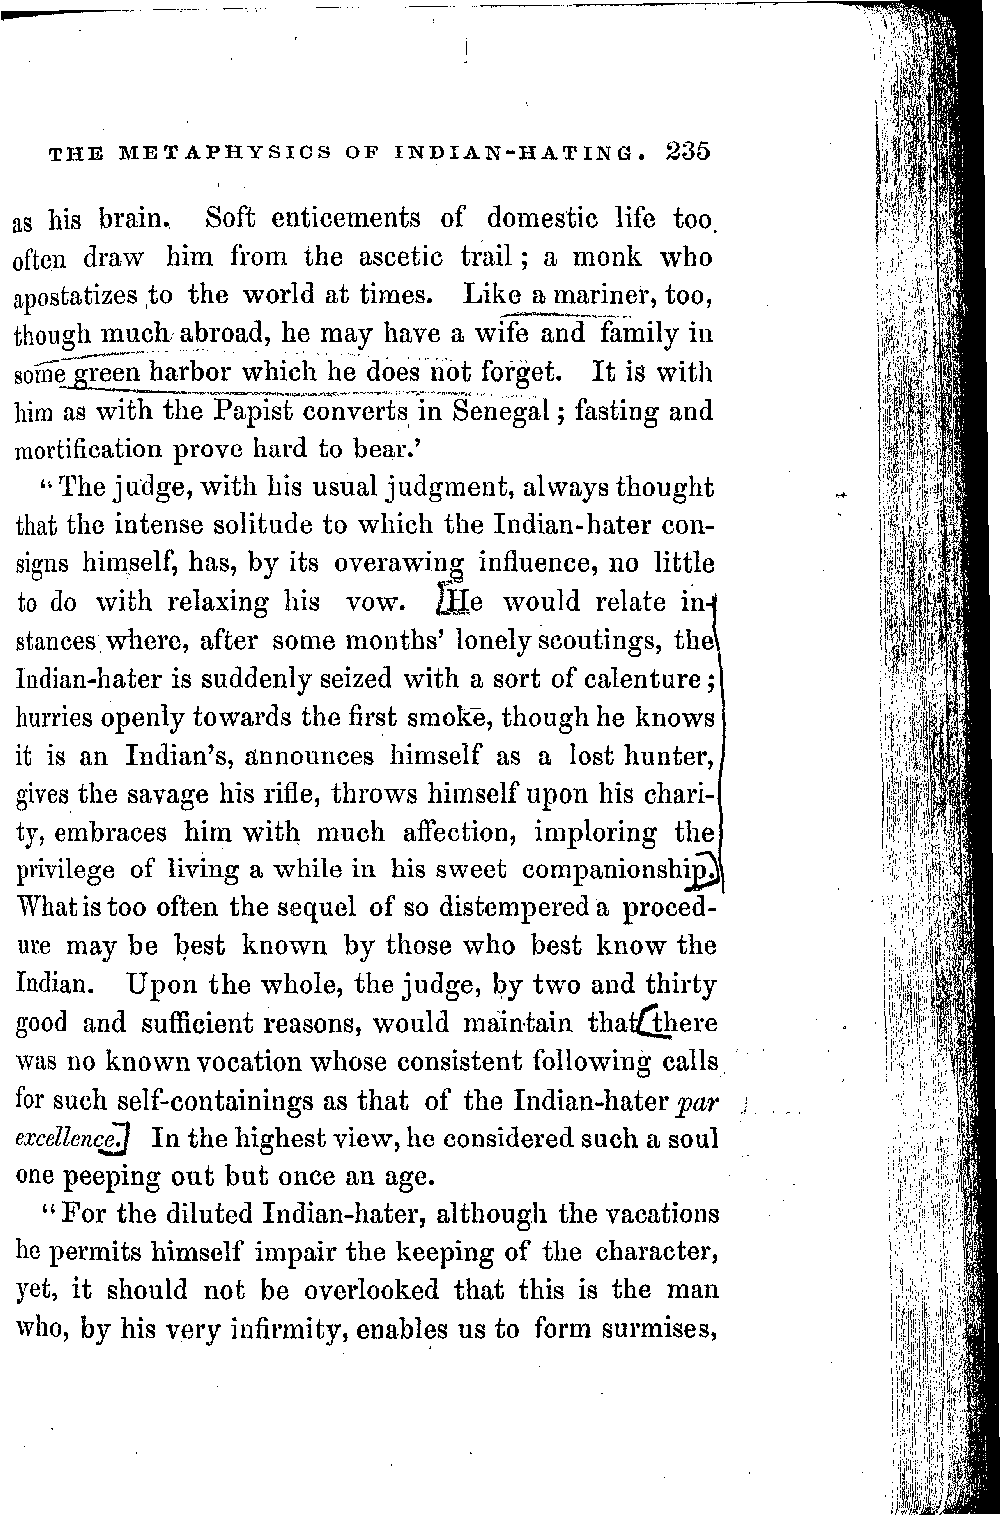 THE METAPHYSICS OF INDIAN-HATING. 235
as his brain. Soft enticements of domestic life too
often draw him from the ascetic trail; a monk who
apostatizes to the world at times. Like a mariner, too,
though much abroad, he may have a wife and family in
some green harbor which he does not forget. It is with
him as with the Papist converts in Senegal; fasting and
mortification prove hard to bear.'
"The judge, with his usual judgment, always thought
that the intense solitude to which the Indian-hater con-
signs himself, has, by its overawing influence, no little
to do with relaxing his vow. [He would relate in-
stances where, after some months' lonely scoutings, the
Indian-hater is suddenly seized with a sort of calenture;
hurries openly towards the first smoke, though he knows
it is an Indian's, announces himself as a lost hunter,
gives the savage his rifle, throws himself upon his chari-
ty, embraces him with much affection, imploring the
privilege of living a while in his sweet companionship.]
What is too often the sequel of so distempered a proced-
ure may be best known by those who best know the
Indian. Upon the whole, the judge, by two and thirty
good and sufficient reasons, would maintain that [there
was no known vocation whose consistent following calls
for such self-containings as that of the Indian-hater par
excellence.] In the highest view, he considered such a soul
one peeping out but once an age.
"For the diluted Indian-hater, although the vacations
he permits himself impair the keeping of the character,
yet, it should not be overlooked that this is the man
who, by his very infirmity, enables us to form surmises,